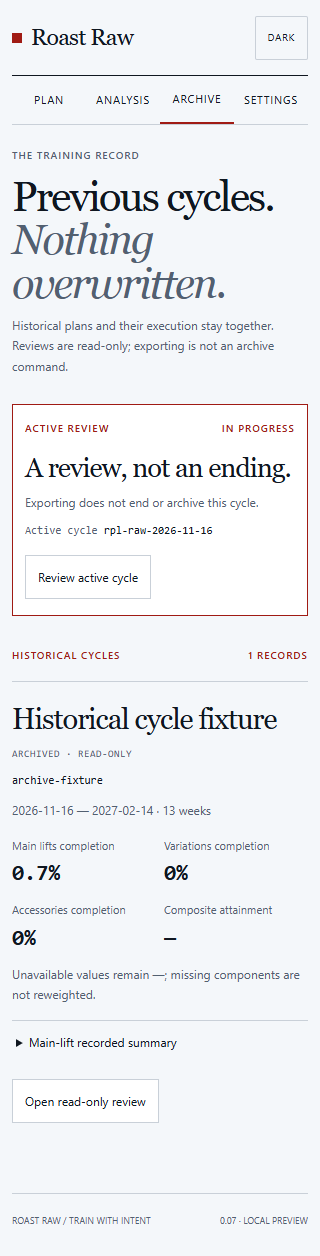 Roast Raw
DARK
PLAN ANALYSIS ARCHIVE SETTINGS
THE TRAINING RECORD
Previous cycles.
Nothing
overwritten.
Historical plans and their execution stay together.
Reviews are read-only; exporting is not an archive
command.
ACTIVE REVIEW IN PROGRESS
A review, not an ending.
Exporting does not end or archive this cycle.
Active cycle rpl-raw-2026-11-16
Review active cycle
HISTORICAL CYCLES 1 RECORDS
Historical cycle fixture
ARCHIVED · READ-ONLY
archive-fixture
2026-11-16 — 2027-02-14 · 13 weeks
Main lifts completion Variations completion
0.7% 0%
Accessories completion Composite attainment
0% —
Unavailable values remain —; missing components are
not reweighted.
▶ Main-lift recorded summary
Open read-only review
ROAST RAW / TRAIN WITH INTENT 0.07 · LOCAL PREVIEW